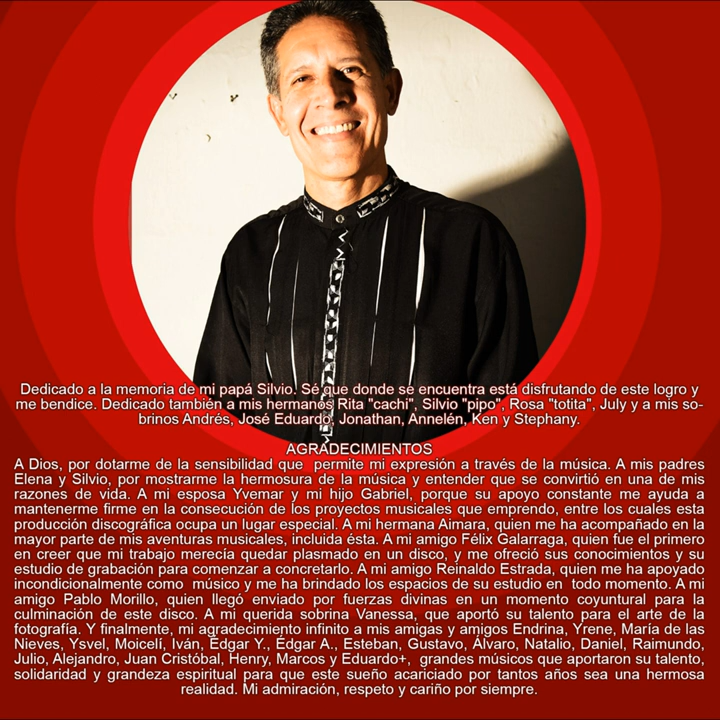 Dedicado a la memoria de mi papá Silvio. Sé que donde se encuentra está disfrutando de este logro y
me bendice. Dedicado también a mis hermanos Rita "cachi", Silvio "pipo", Rosa "totita", July y a mis so-
brinos Andrés, José Eduardo, Jonathan, Annelén, Ken y Stephany.
AGRADECIMIENTOS
A Dios, por dotarme de la sensibilidad que permite mi expresión a través de la música. A mis padres
Elena y Silvio, por mostrarme la hermosura de la música y entender que se convirtió en una de mis
razones de vida. A mi esposa Yvemar y mi hijo Gabriel, porque su apoyo constante me ayuda a
mantenerme firme en la consecución de los proyectos musicales que emprendo, entre los cuales esta
producción discográfica ocupa un lugar especial. A mi hermana Aimara, quien me ha acompañado en la
mayor parte de mis aventuras musicales, incluida ésta. A mi amigo Félix Galarraga, quien fue el primero
en creer que mi trabajo merecía quedar plasmado en un disco, y me ofreció sus conocimientos y su
estudio de grabación para comenzar a concretarlo. A mi amigo Reinaldo Estrada, quien me ha apoyado
incondicionalmente como músico y me ha brindado los espacios de su estudio en todo momento. A mi
amigo Pablo Morillo, quien llegó enviado por fuerzas divinas en un momento coyuntural para la
culminación de este disco. A mi querida sobrina Vanessa, que aportó su talento para el arte de la
fotografía. Y finalmente, mi agradecimiento infinito a mis amigas y amigos Endrina, Yrene, María de las
Nieves, Ysvel, Moicelí, Iván, Édgar Y., Édgar A., Esteban, Gustavo, Álvaro, Natalio, Daniel, Raimundo,
Julio, Alejandro, Juan Cristóbal, Henry, Marcos y Eduardo+, grandes músicos que aportaron su talento,
solidaridad y grandeza espiritual para que este sueño acariciado por tantos años sea una hermosa
realidad. Mi admiración, respeto y cariño por siempre.